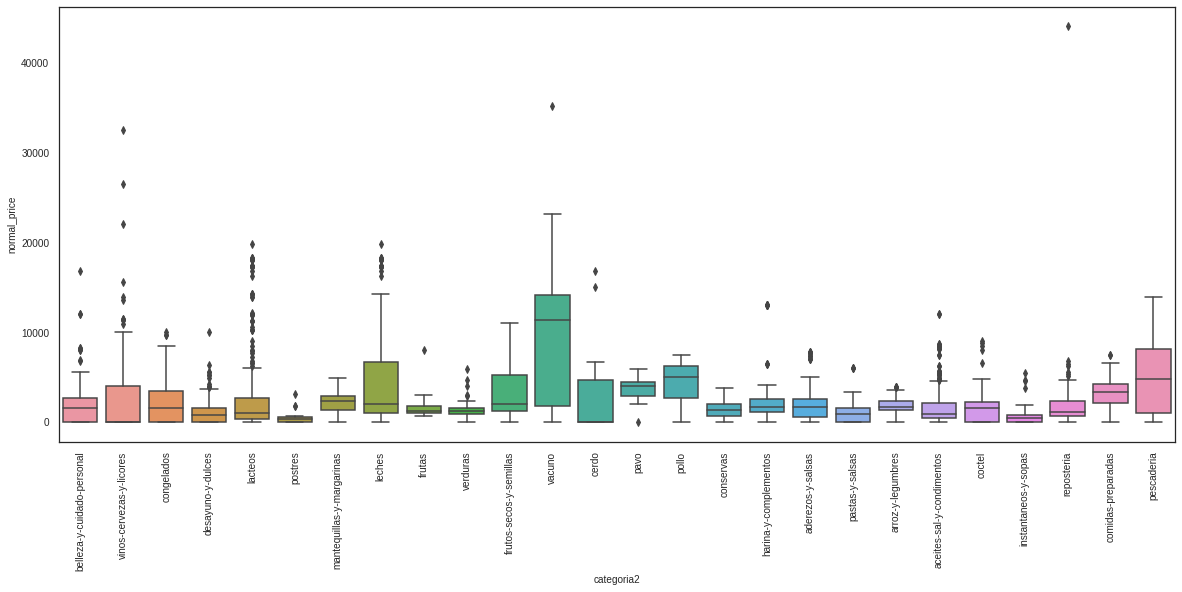 40000
30000
20000
10000
0
normal_price
belleza-y-cuidado-personal
vinos-cervezas-y-licores
congelados
desayuno-y-dulces
lacteos
postres
mantequillas-y-margarinas
leches
frutas
verduras
frutos-secos-y-semillas
vacuno
cerdo
pavo
pollo
conservas
harina-y-complementos
aderezos-y-salsas
pastas-y-salsas
arroz-y-legumbres
aceites-sal-y-condimentos
coctel
instantaneos-y-sopas
reposteria
comidas-preparadas
pescaderia
categoria2